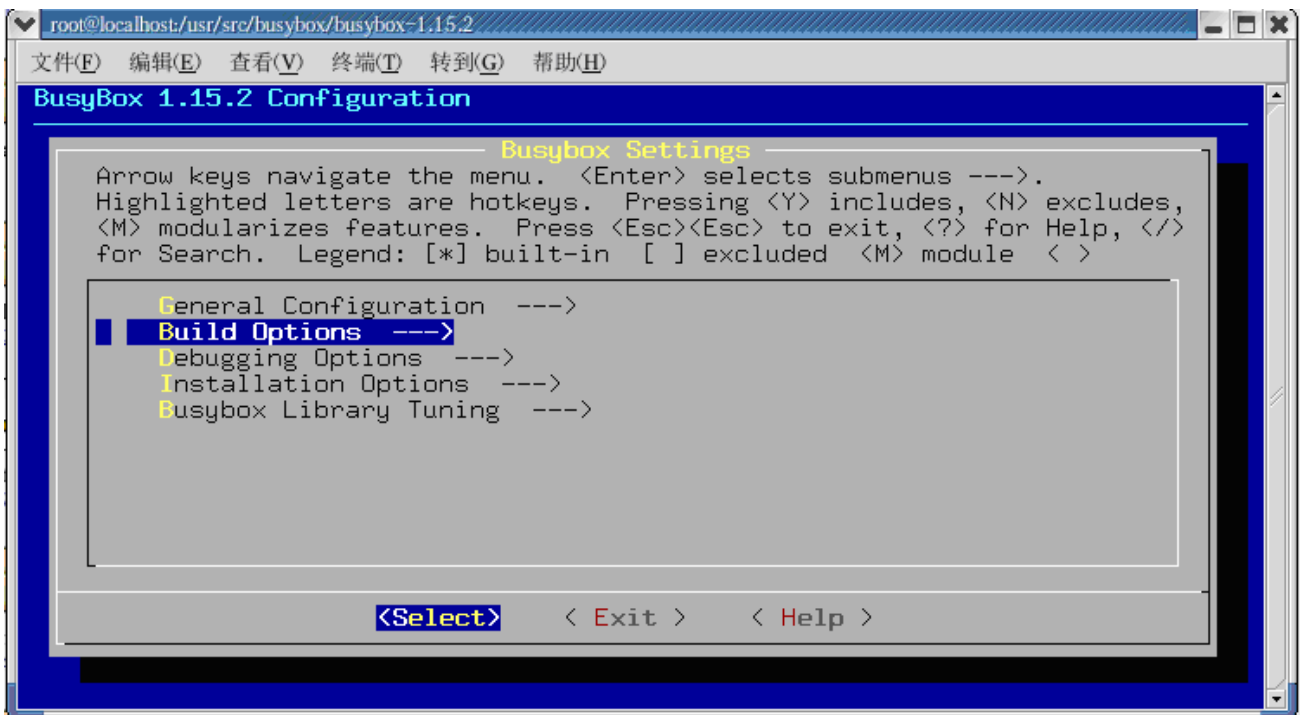 root@localhost:/usr/src/busybox/busybox-1.15.2
文件(F) 编辑(E) 查看(V) 终端(T) 转到(G) 帮助(H)
BusyBox 1.15.2 Configuration
Busybox Settings
Arrow keys navigate the menu. <Enter> selects submenus --->.
Highlighted letters are hotkeys. Pressing <Y> includes, <N> excludes,
<M> modularizes features. Press <Esc><Esc> to exit, <?> for Help, </>
for Search. Legend: [*] built-in [ ] excluded <M> module < >
General Configuration --->
Build Options --->
Debugging Options --->
Installation Options --->
Busybox Library Tuning --->
<Select> < Exit > < Help >